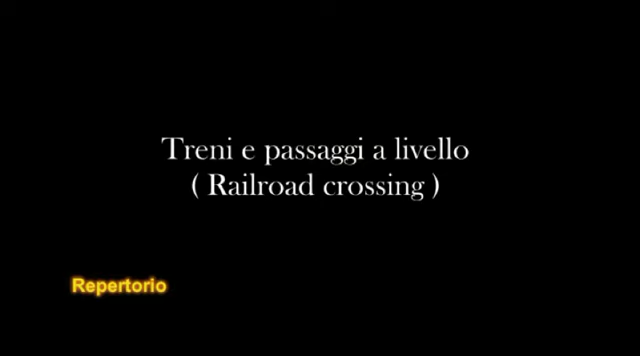 Treni e passaggi a livello
( Railroad crossing )
Repertorio